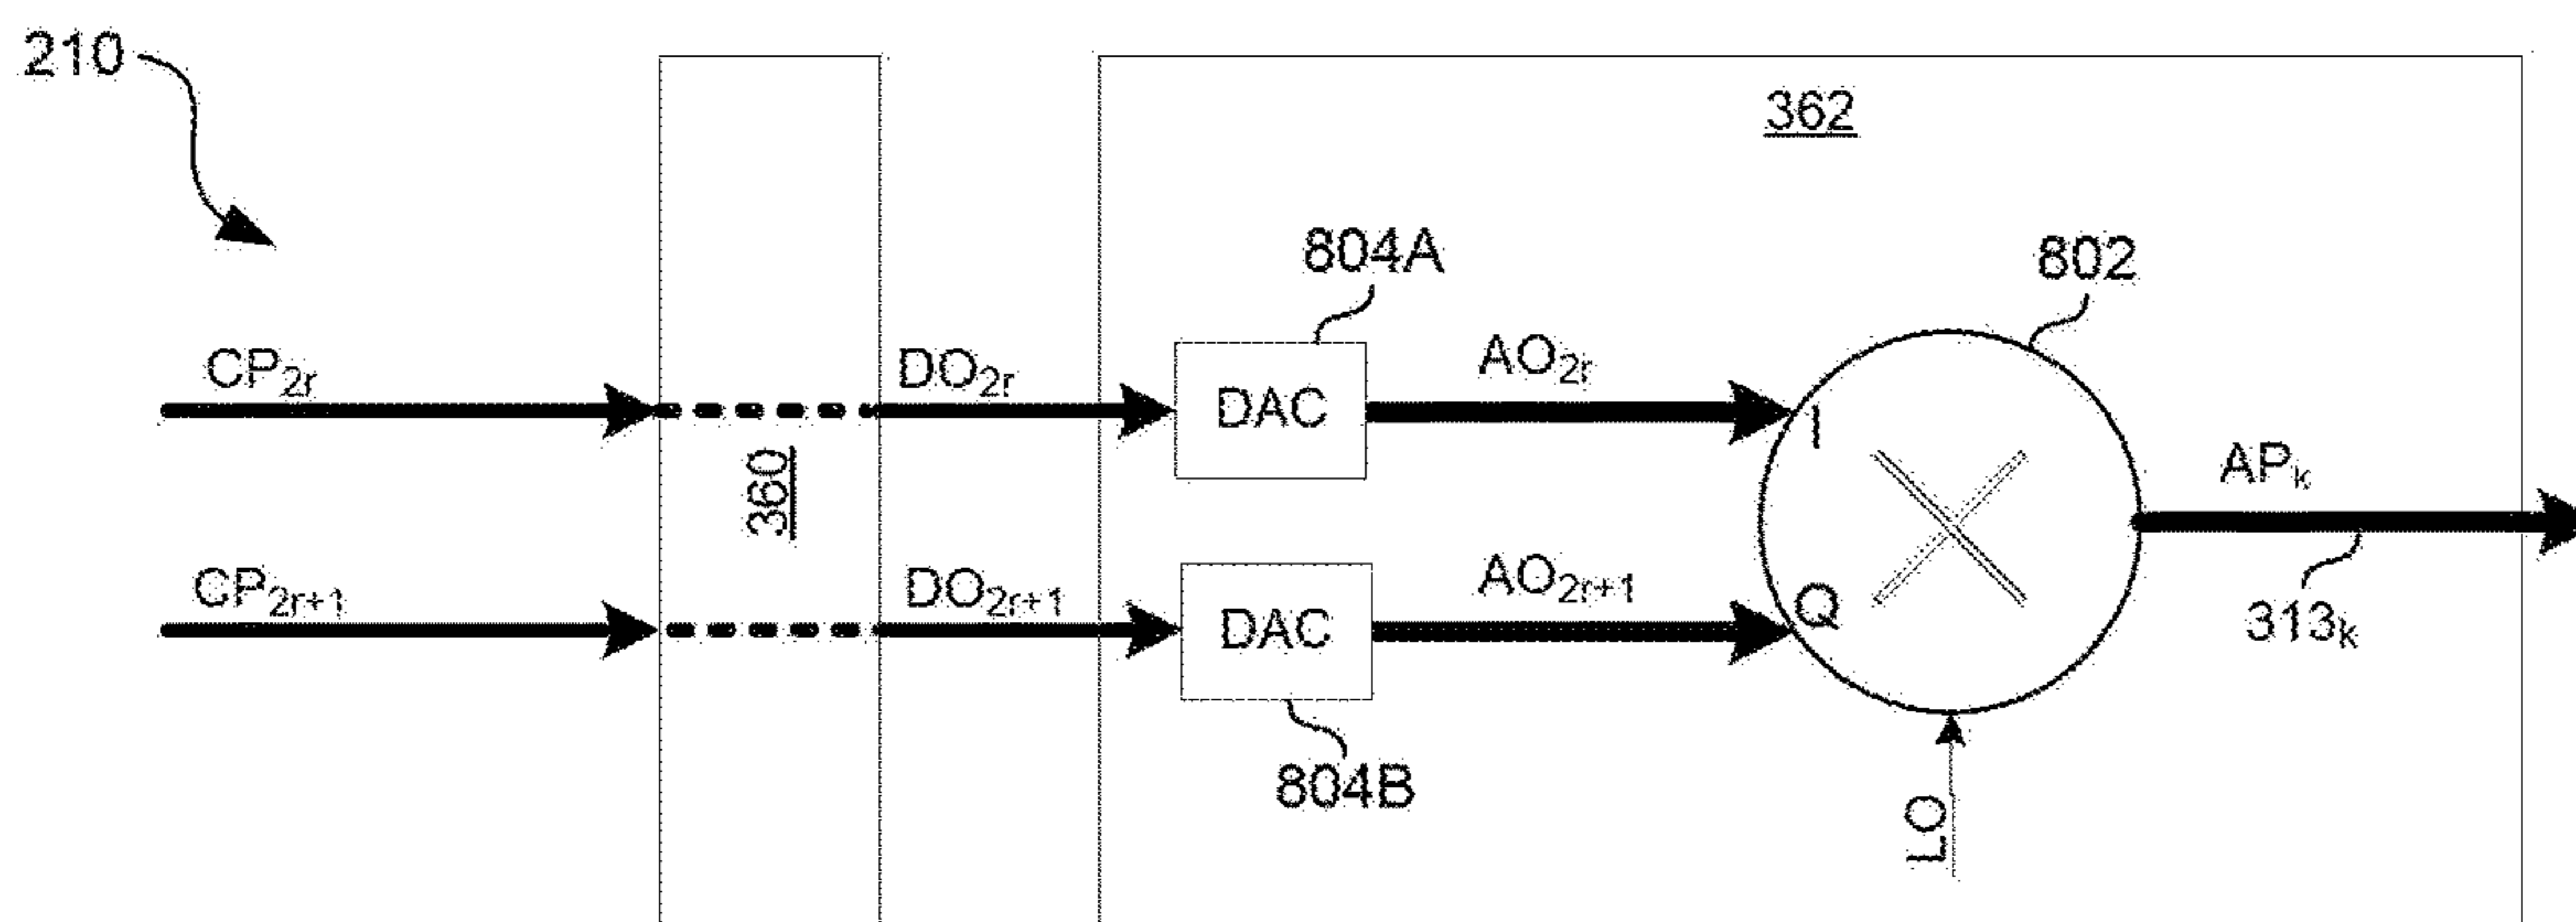 210
362
804A
802
CP2r
DO2r
DAC
AO2r
I
360
APk
CP2r+1
DO2r+1
DAC
AO2r+1
Q
313k
804B
LO